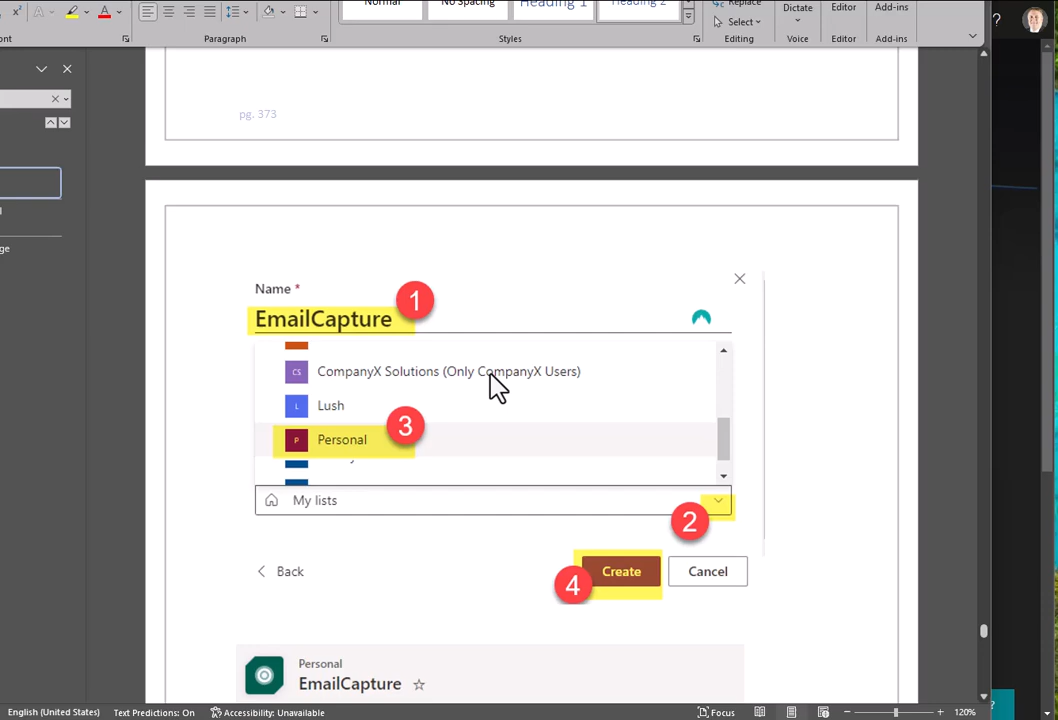 Normal
No Spacing
Heading 1
Heading 2
Replace
Select
Dictate
Editor
Add-ins
Paragraph
Styles
Editing
Voice
Editor
Add-ins
?
pg. 373
Name *
EmailCapture
1
CS
CompanyX Solutions (Only CompanyX Users)
L
Lush
P
Personal
3
My lists
2
Back
Create
Cancel
4
Personal
EmailCapture
English (United States)
Text Predictions: On
Accessibility: Unavailable
Focus
120%